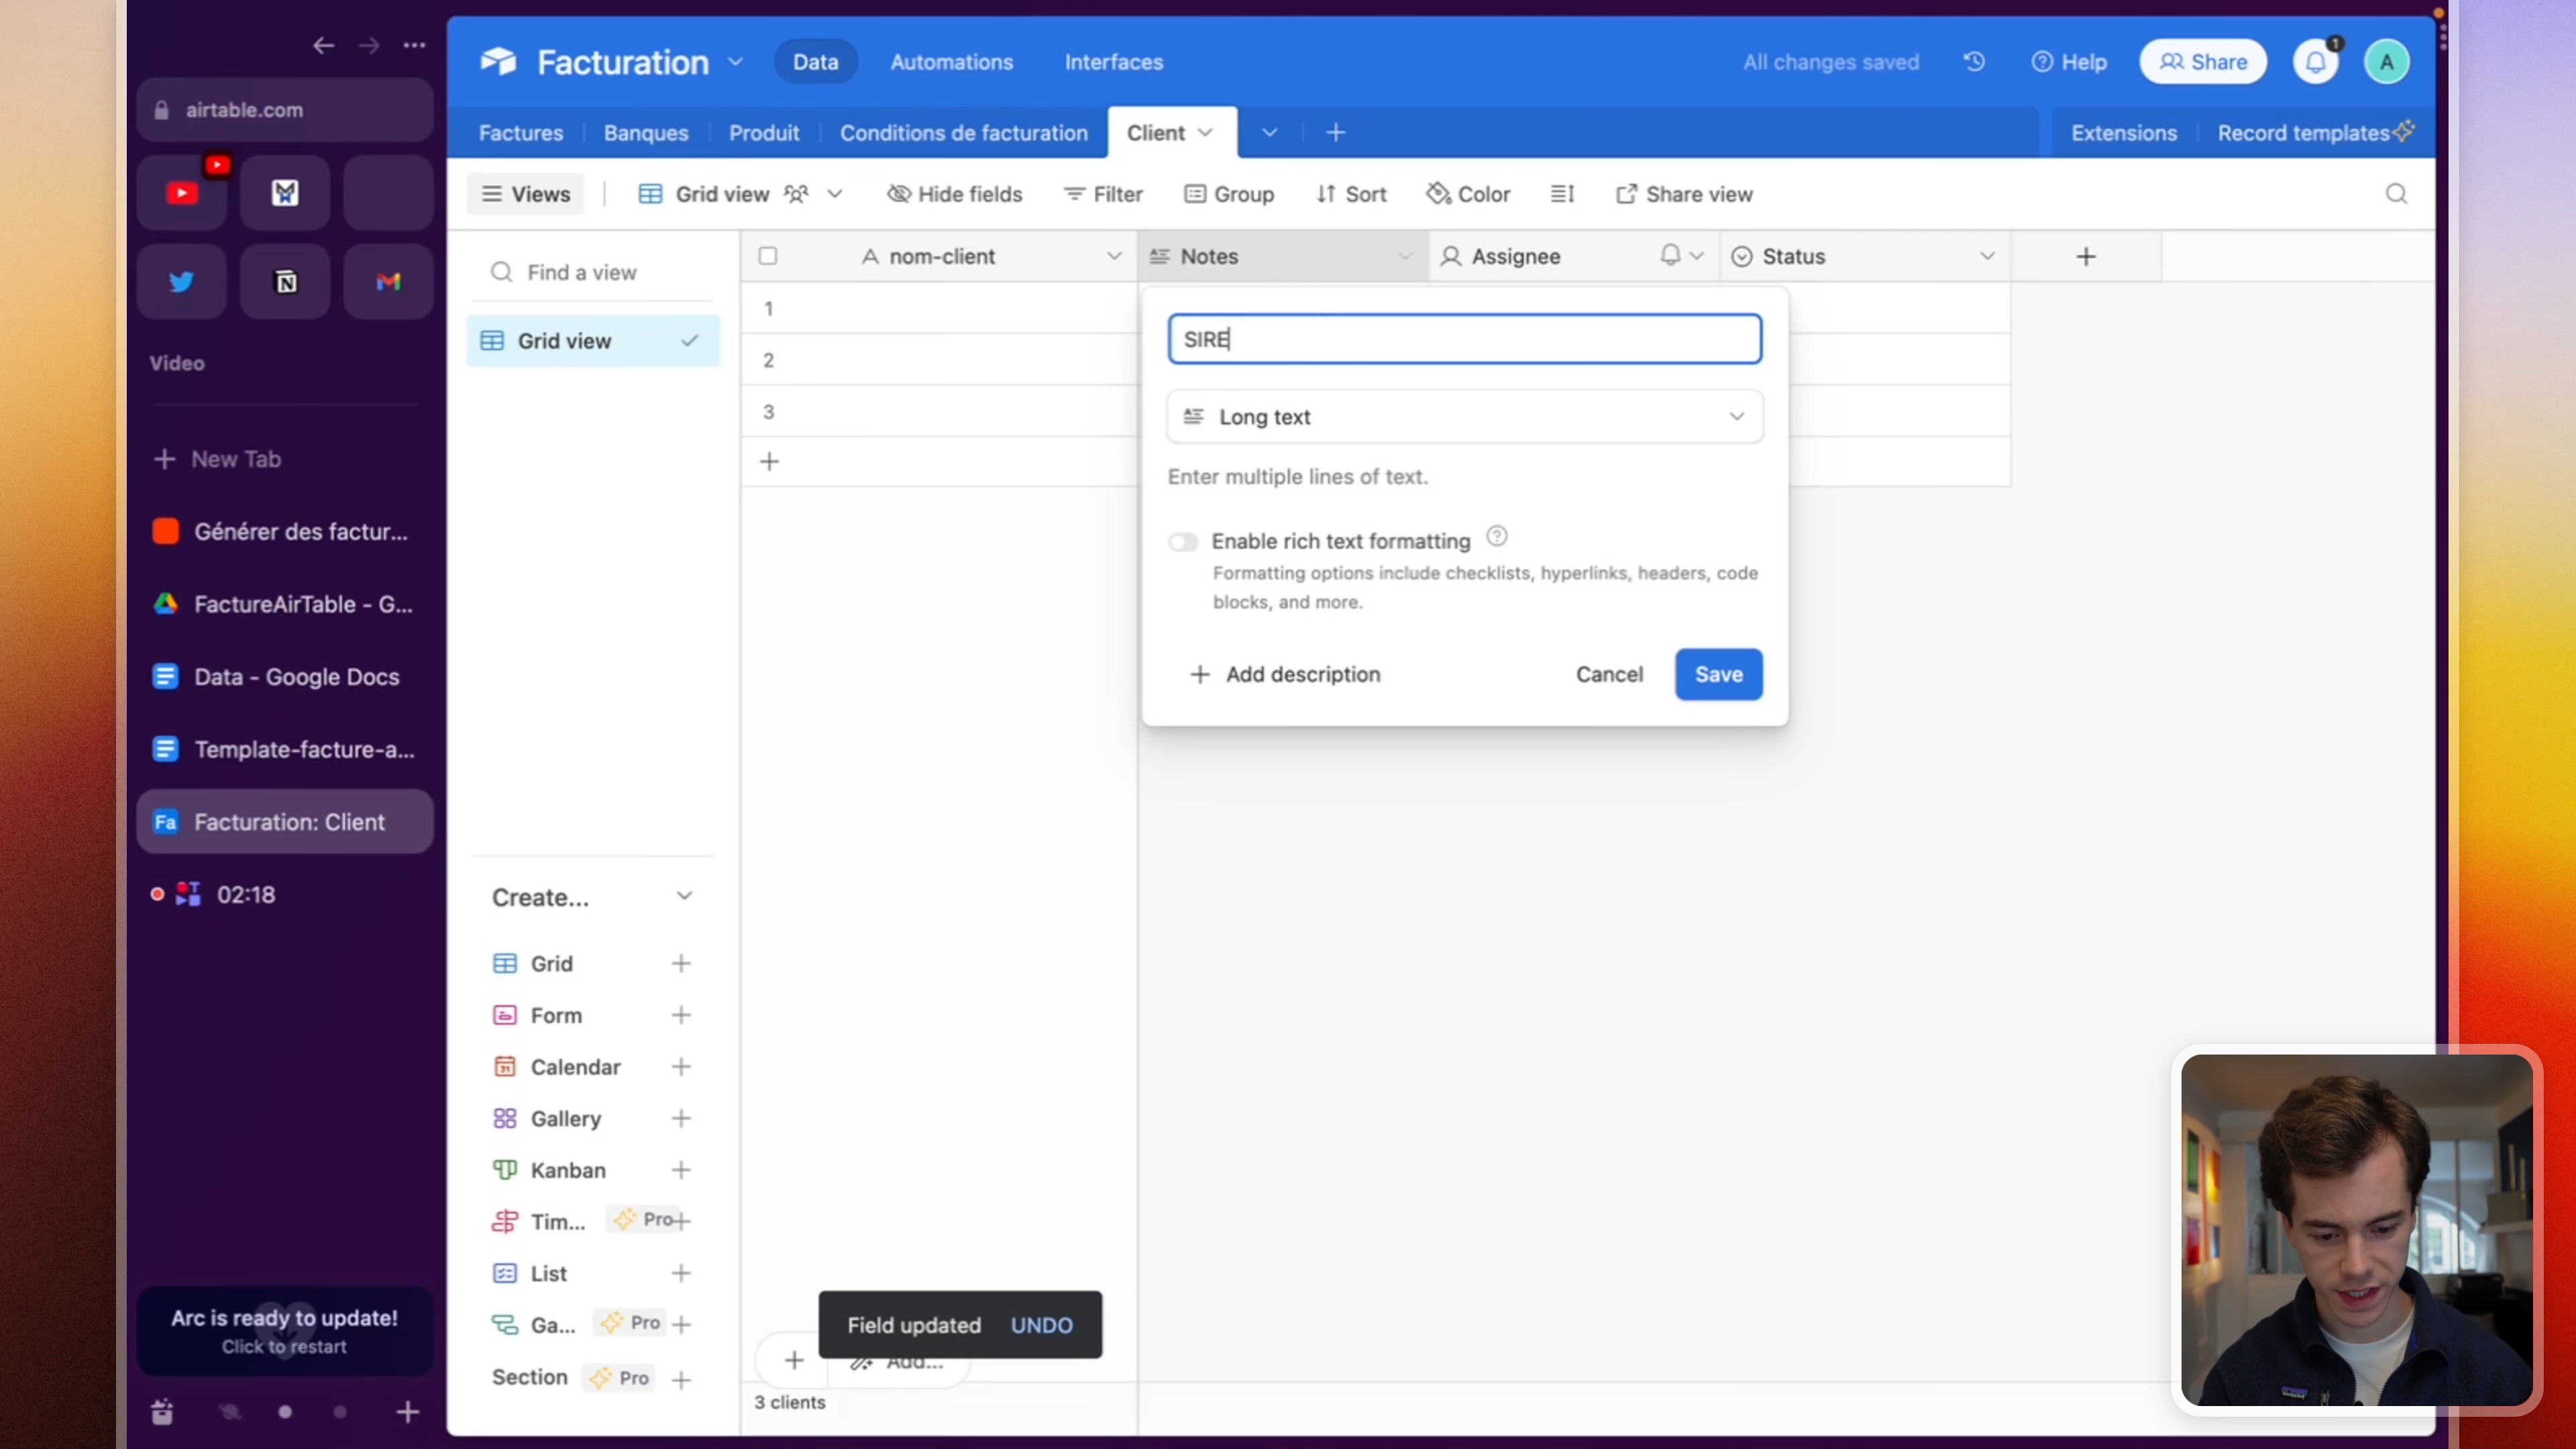 airtable.com
Video
New Tab
Générer des factur...
FactureAirTable - G...
Data - Google Docs
Template-facture-a...
Fa Facturation: Client
02:18
Arc is ready to update!
Click to restart
Facturation
Data
Automations
Interfaces
All changes saved
Help
Share
1
A
Factures
Banques
Produit
Conditions de facturation
Client
Extensions
Record templates
Views
Grid view
Hide fields
Filter
Group
Sort
Color
Share view
Find a view
Grid view
nom-client
Notes
Assignee
Status
1
2
3
SIRE
Long text
Enter multiple lines of text.
Enable rich text formatting
Formatting options include checklists, hyperlinks, headers, code
blocks, and more.
Add description
Cancel
Save
Create...
Grid
Form
Calendar
Gallery
Kanban
Tim... Pro
List
Ga... Pro
Section Pro
Field updated UNDO
Add...
3 clients